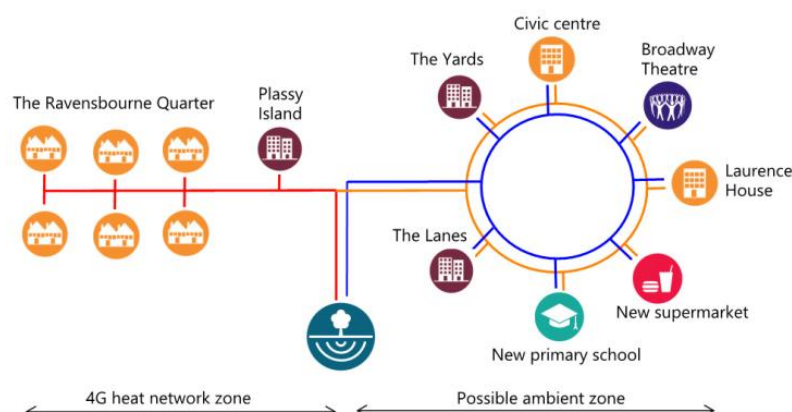 Civic centre
The Yards
Broadway
Theatre
The Ravensbourne Quarter
Plassy
Island
Laurence
House
The Lanes
New supermarket
New primary school
4G heat network zone
Possible ambient zone